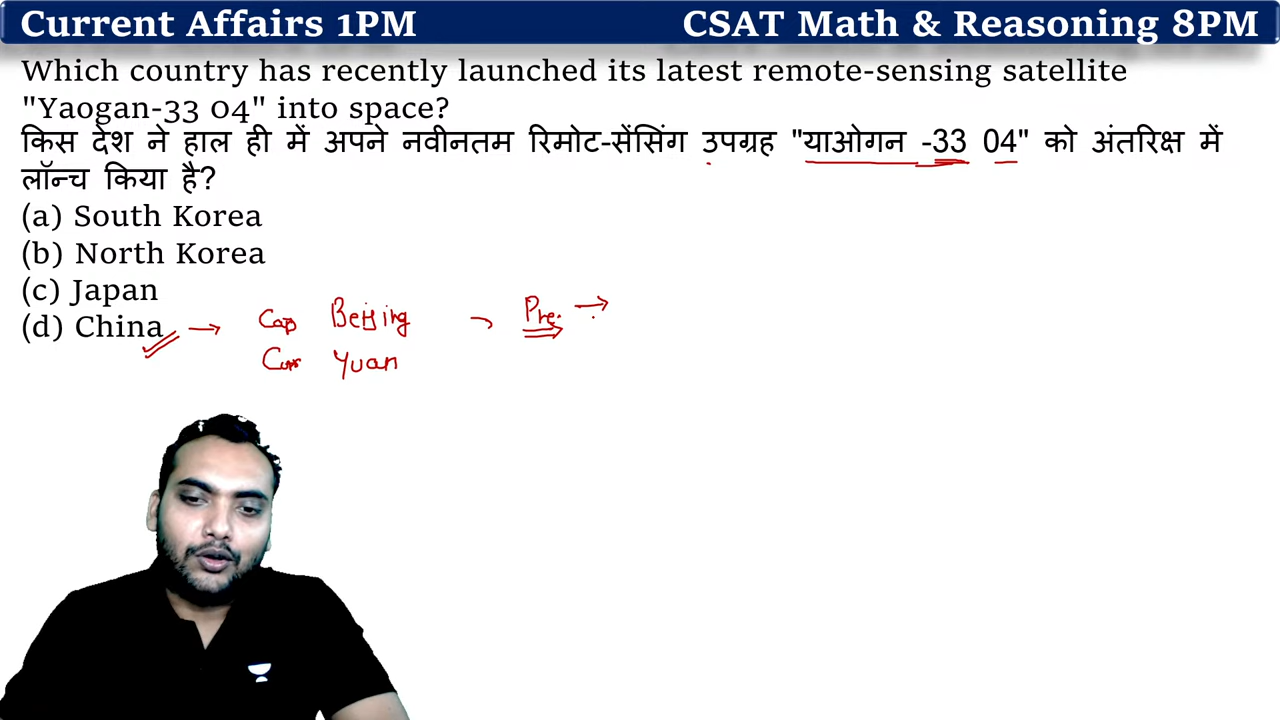 Current Affairs 1PM
CSAT Math & Reasoning 8PM
Which country has recently launched its latest remote-sensing satellite
"Yaogan-33 04" into space?
किस देश ने हाल ही में अपने नवीनतम रिमोट-सेंसिंग उपग्रह "याओगन -33 04" को अंतरिक्ष में
लॉन्च किया है?
(a) South Korea
(b) North Korea
(c) Japan
(d) China → Cap Beijing → Pre. →
Curr Yuan